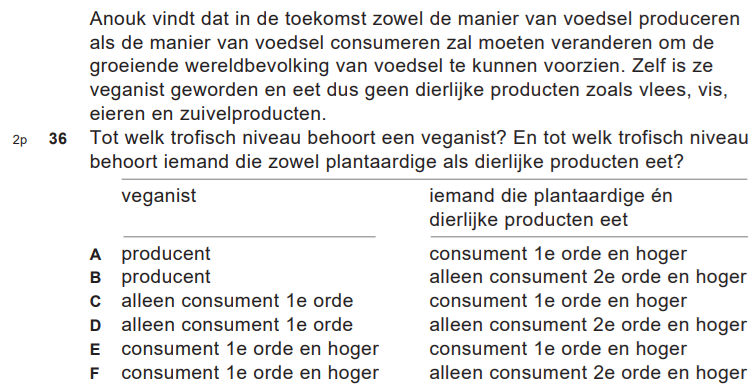 Anouk vindt dat in de toekomst zowel de manier van voedsel produceren
als de manier van voedsel consumeren zal moeten veranderen om de
groeiende wereldbevolking van voedsel te kunnen voorzien. Zelf is ze
veganist geworden en eet dus geen dierlijke producten zoals vlees, vis,
eieren en zuivelproducten.
2p 36 Tot welk trofisch niveau behoort een veganist? En tot welk trofisch niveau
behoort iemand die zowel plantaardige als dierlijke producten eet?
veganist iemand die plantaardige én
dierlijke producten eet
A producent consument 1e orde en hoger
B producent alleen consument 2e orde en hoger
C alleen consument 1e orde consument 1e orde en hoger
D alleen consument 1e orde alleen consument 2e orde en hoger
E consument 1e orde en hoger consument 1e orde en hoger
F consument 1e orde en hoger alleen consument 2e orde en hoger